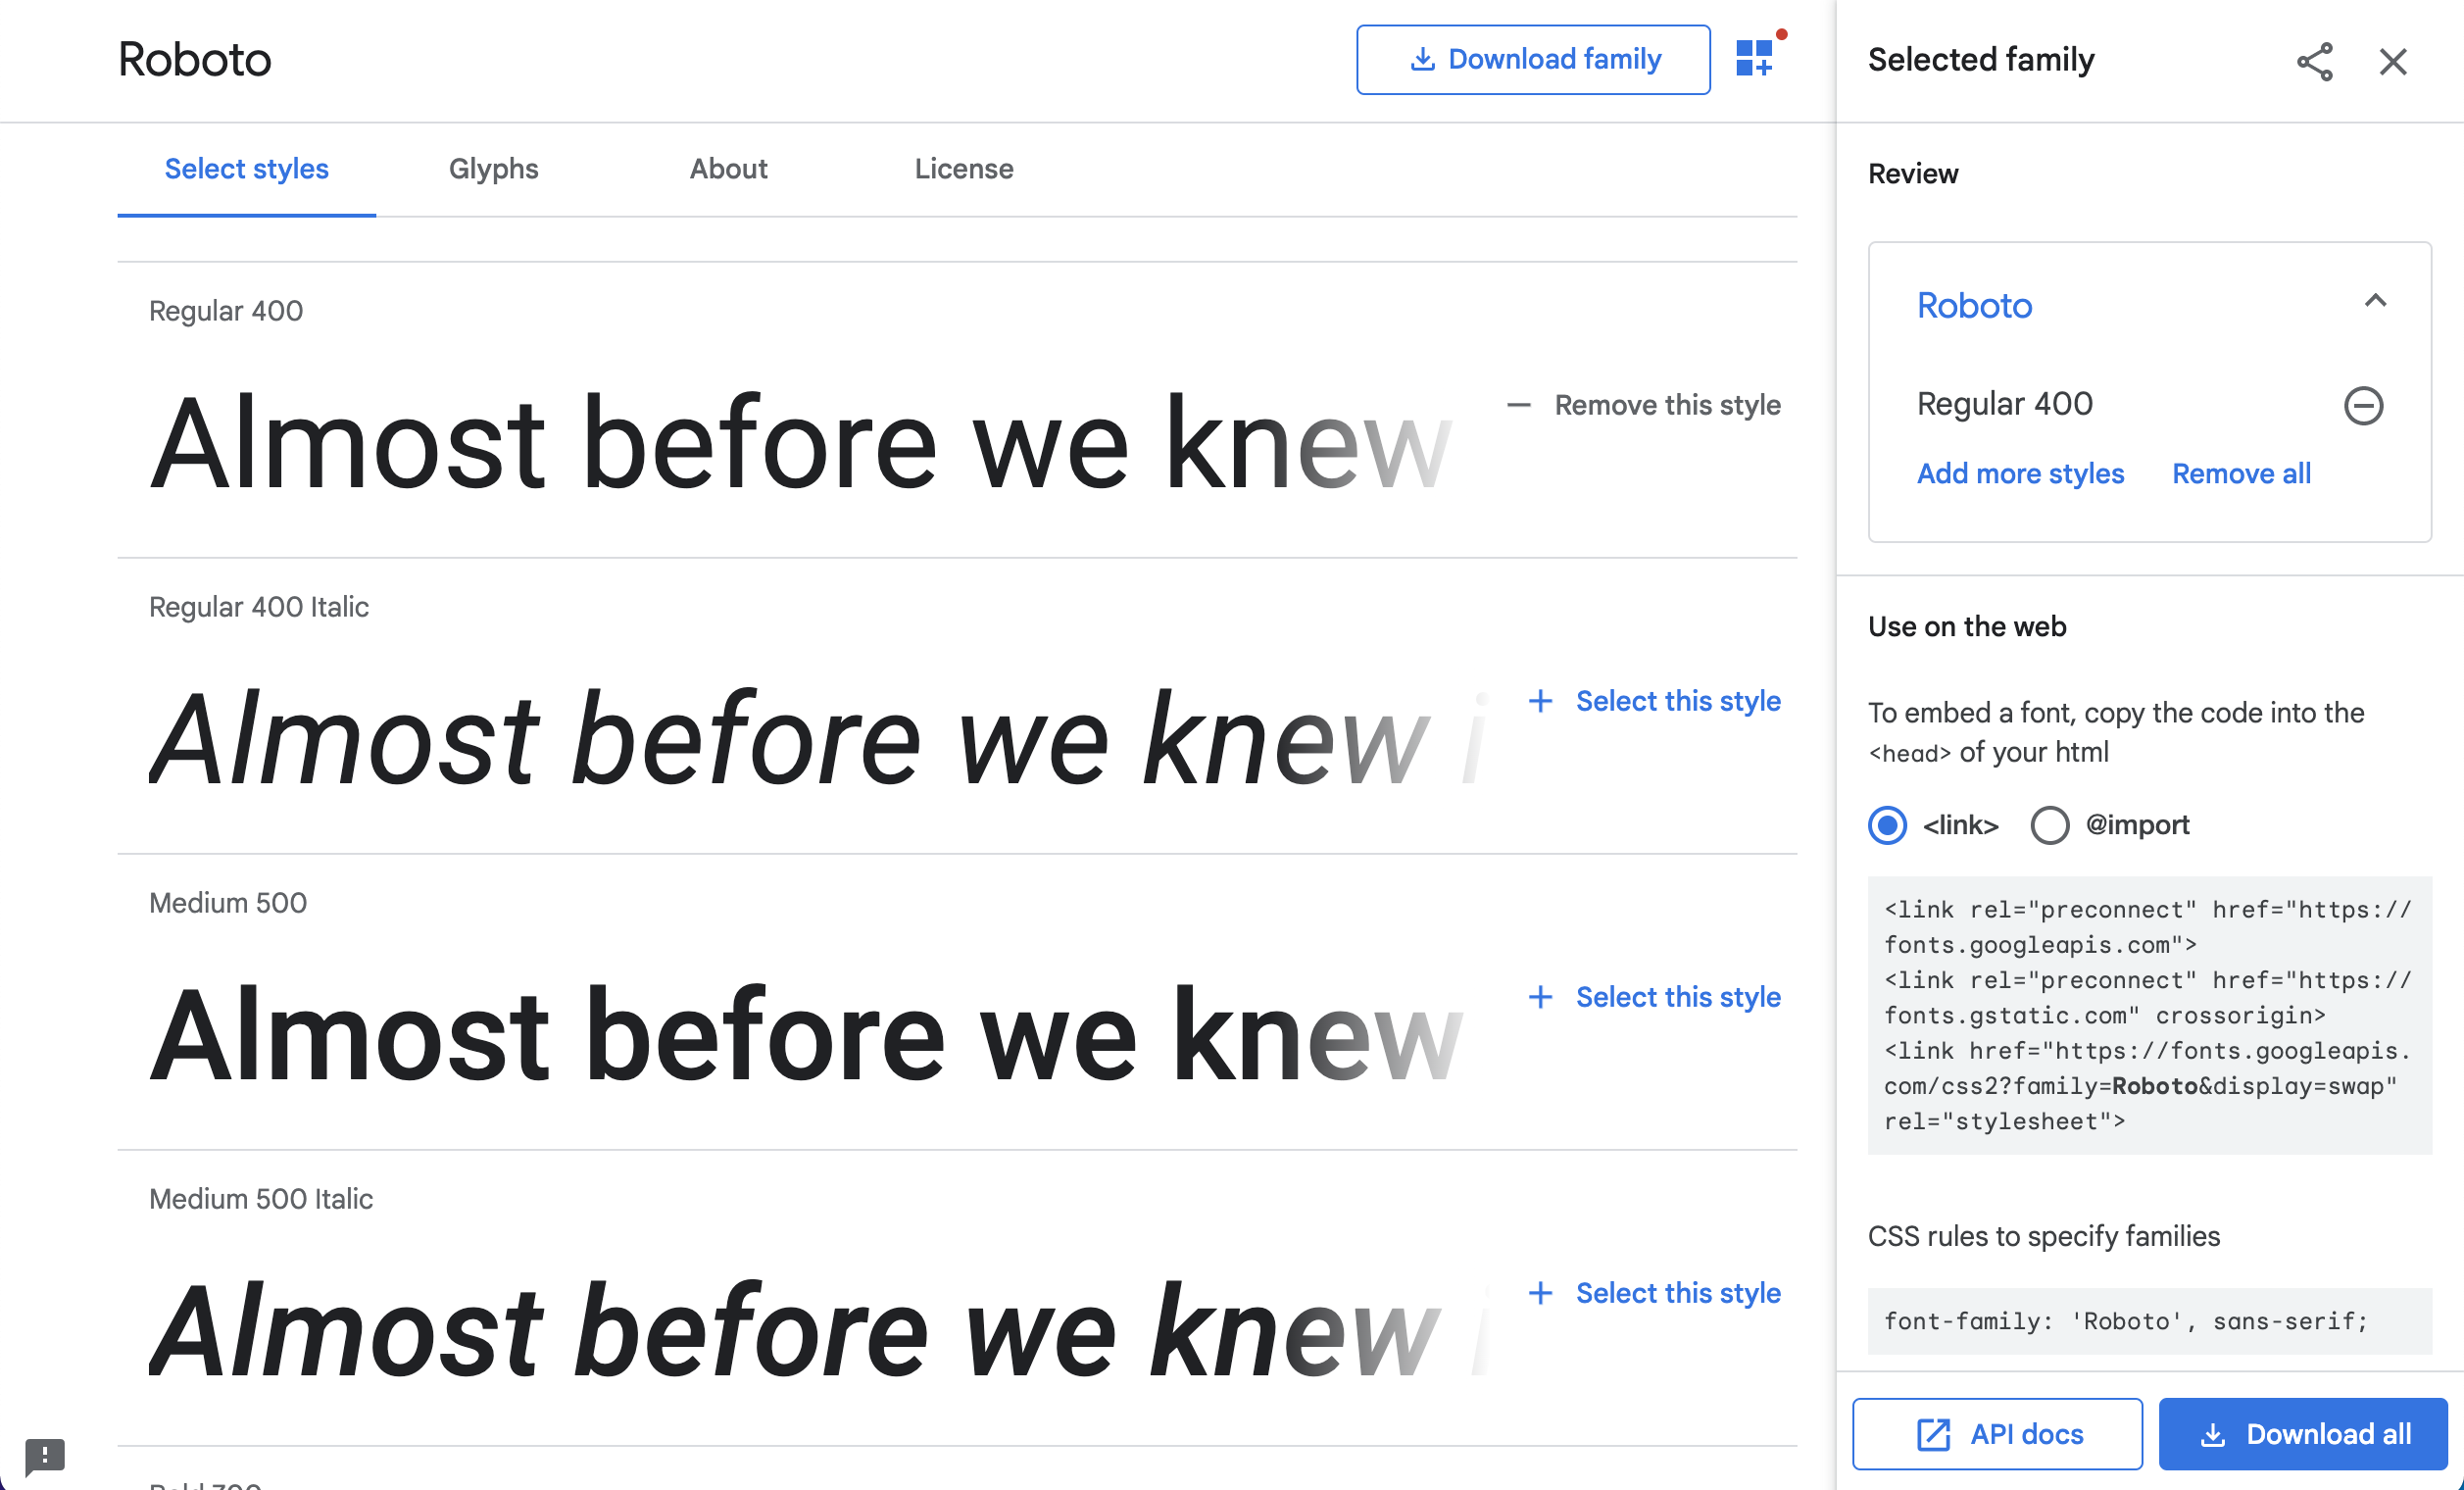 Roboto
Download family
Select styles
Glyphs
About
License
Regular 400
Almost before we knew
Remove this style
Regular 400 Italic
Almost before we knew i
Select this style
Medium 500
Almost before we knew
Select this style
Medium 500 Italic
Almost before we knew i
Select this style
Selected family
Review
Roboto
Regular 400
Add more styles
Remove all
Use on the web
To embed a font, copy the code into the
<head> of your html
<link>
@import
<link rel="preconnect" href="https://
fonts.googleapis.com">
<link rel="preconnect" href="https://
fonts.gstatic.com" crossorigin>
<link href="https://fonts.googleapis.
com/css2?family=Roboto&display=swap"
rel="stylesheet">
CSS rules to specify families
font-family: 'Roboto', sans-serif;
API docs
Download all